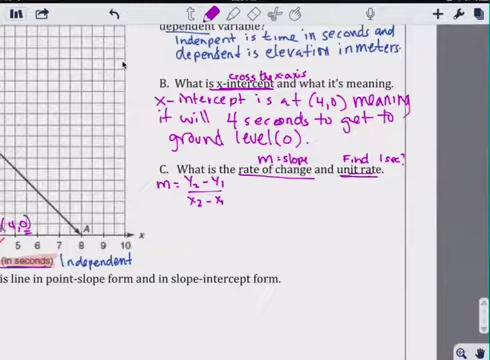 dependent variable?
Indenpent is time in seconds and
dependent is elevation in meters.
cross the x-axis
B. What is x-intercept and what it's meaning.
x-intercept is at (4,0) meaning
it will 4 seconds to get to
ground level (0).
m=slope Find 1sec?
C. What is the rate of change and unit rate.
m = Y2 - Y1
x2 - x1
A
(4,0)
5 6 7 8 9 10 x
(in seconds) Independent
is line in point-slope form and in slope-intercept form.